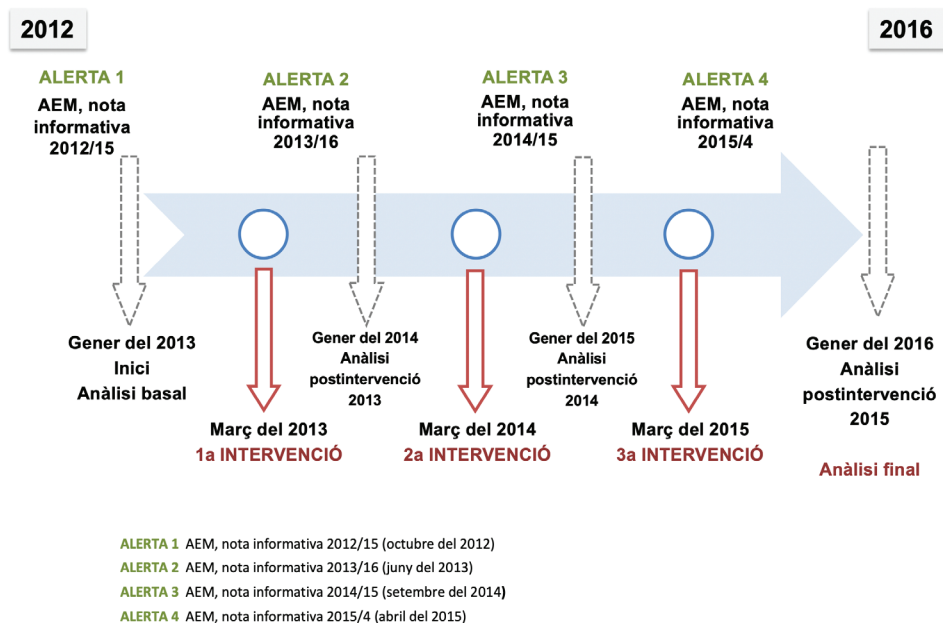 2012
2016
ALERTA 1
AEM, nota
informativa
2012/15
ALERTA 2
AEM, nota
informativa
2013/16
ALERTA 3
AEM, nota
informativa
2014/15
ALERTA 4
AEM, nota
informativa
2015/4
Gener del 2013
Inici
Anàlisi basal
Gener del 2014
Anàlisi
postintervenció
2013
Gener del 2015
Anàlisi
postintervenció
2014
Gener del 2016
Anàlisi
postintervenció
2015
Març del 2013
1a INTERVENCIÓ
Març del 2014
2a INTERVENCIÓ
Març del 2015
3a INTERVENCIÓ
Anàlisi final
ALERTA 1 AEM, nota informativa 2012/15 (octubre del 2012)
ALERTA 2 AEM, nota informativa 2013/16 (juny del 2013)
ALERTA 3 AEM, nota informativa 2014/15 (setembre del 2014)
ALERTA 4 AEM, nota informativa 2015/4 (abril del 2015)